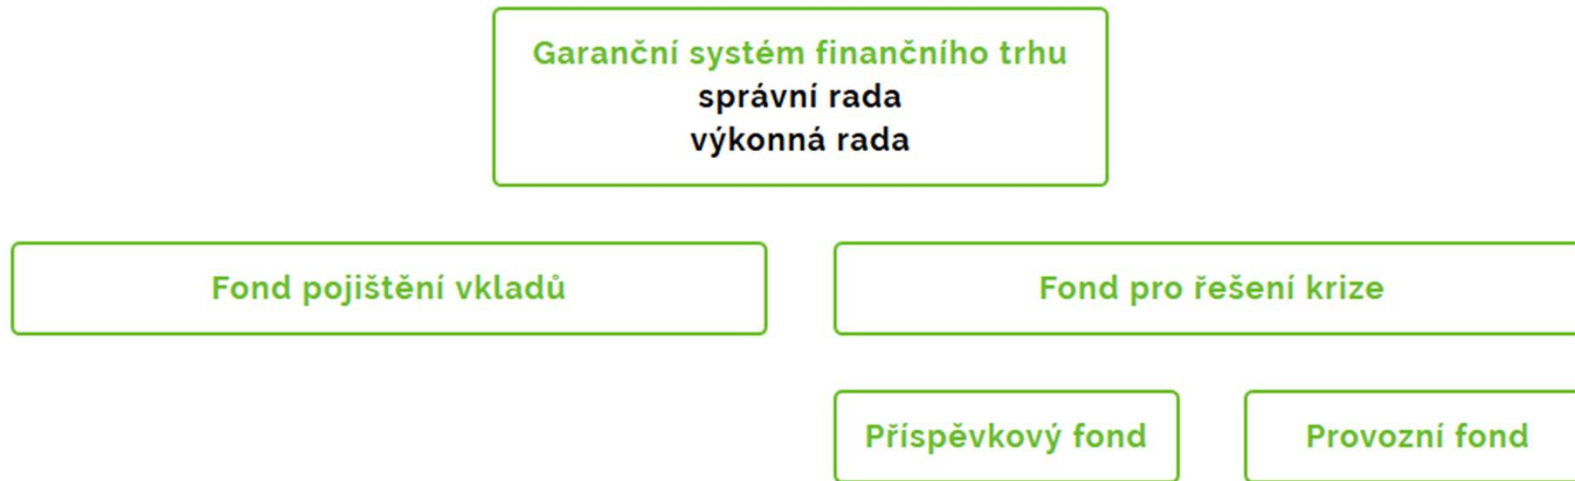 Garanční systém finančního trhu
správní rada
výkonná rada
Fond pojištění vkladů
Fond pro řešení krize
Příspěvkový fond
Provozní fond